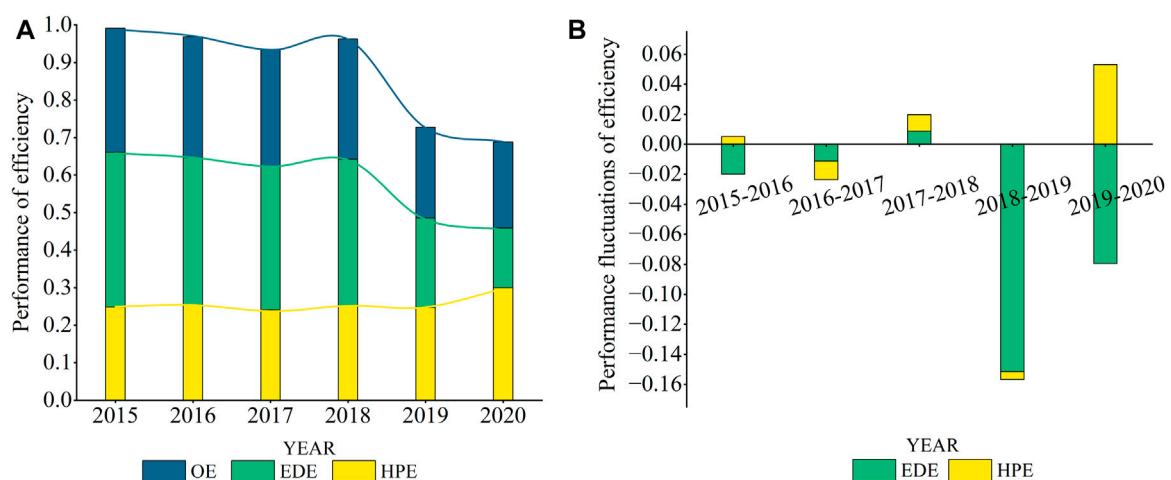 A
Performance of efficiency
1.0
0.9
0.8
0.7
0.6
0.5
0.4
0.3
0.2
0.1
0.0
2015 2016 2017 2018 2019 2020
YEAR
OE EDE HPE
B
Performance fluctuations of efficiency
0.06
0.04
0.02
0.00
−0.02
−0.04
−0.06
−0.08
−0.10
−0.12
−0.14
−0.16
2015-2016 2016-2017 2017-2018 2018-2019 2019-2020
YEAR
EDE HPE